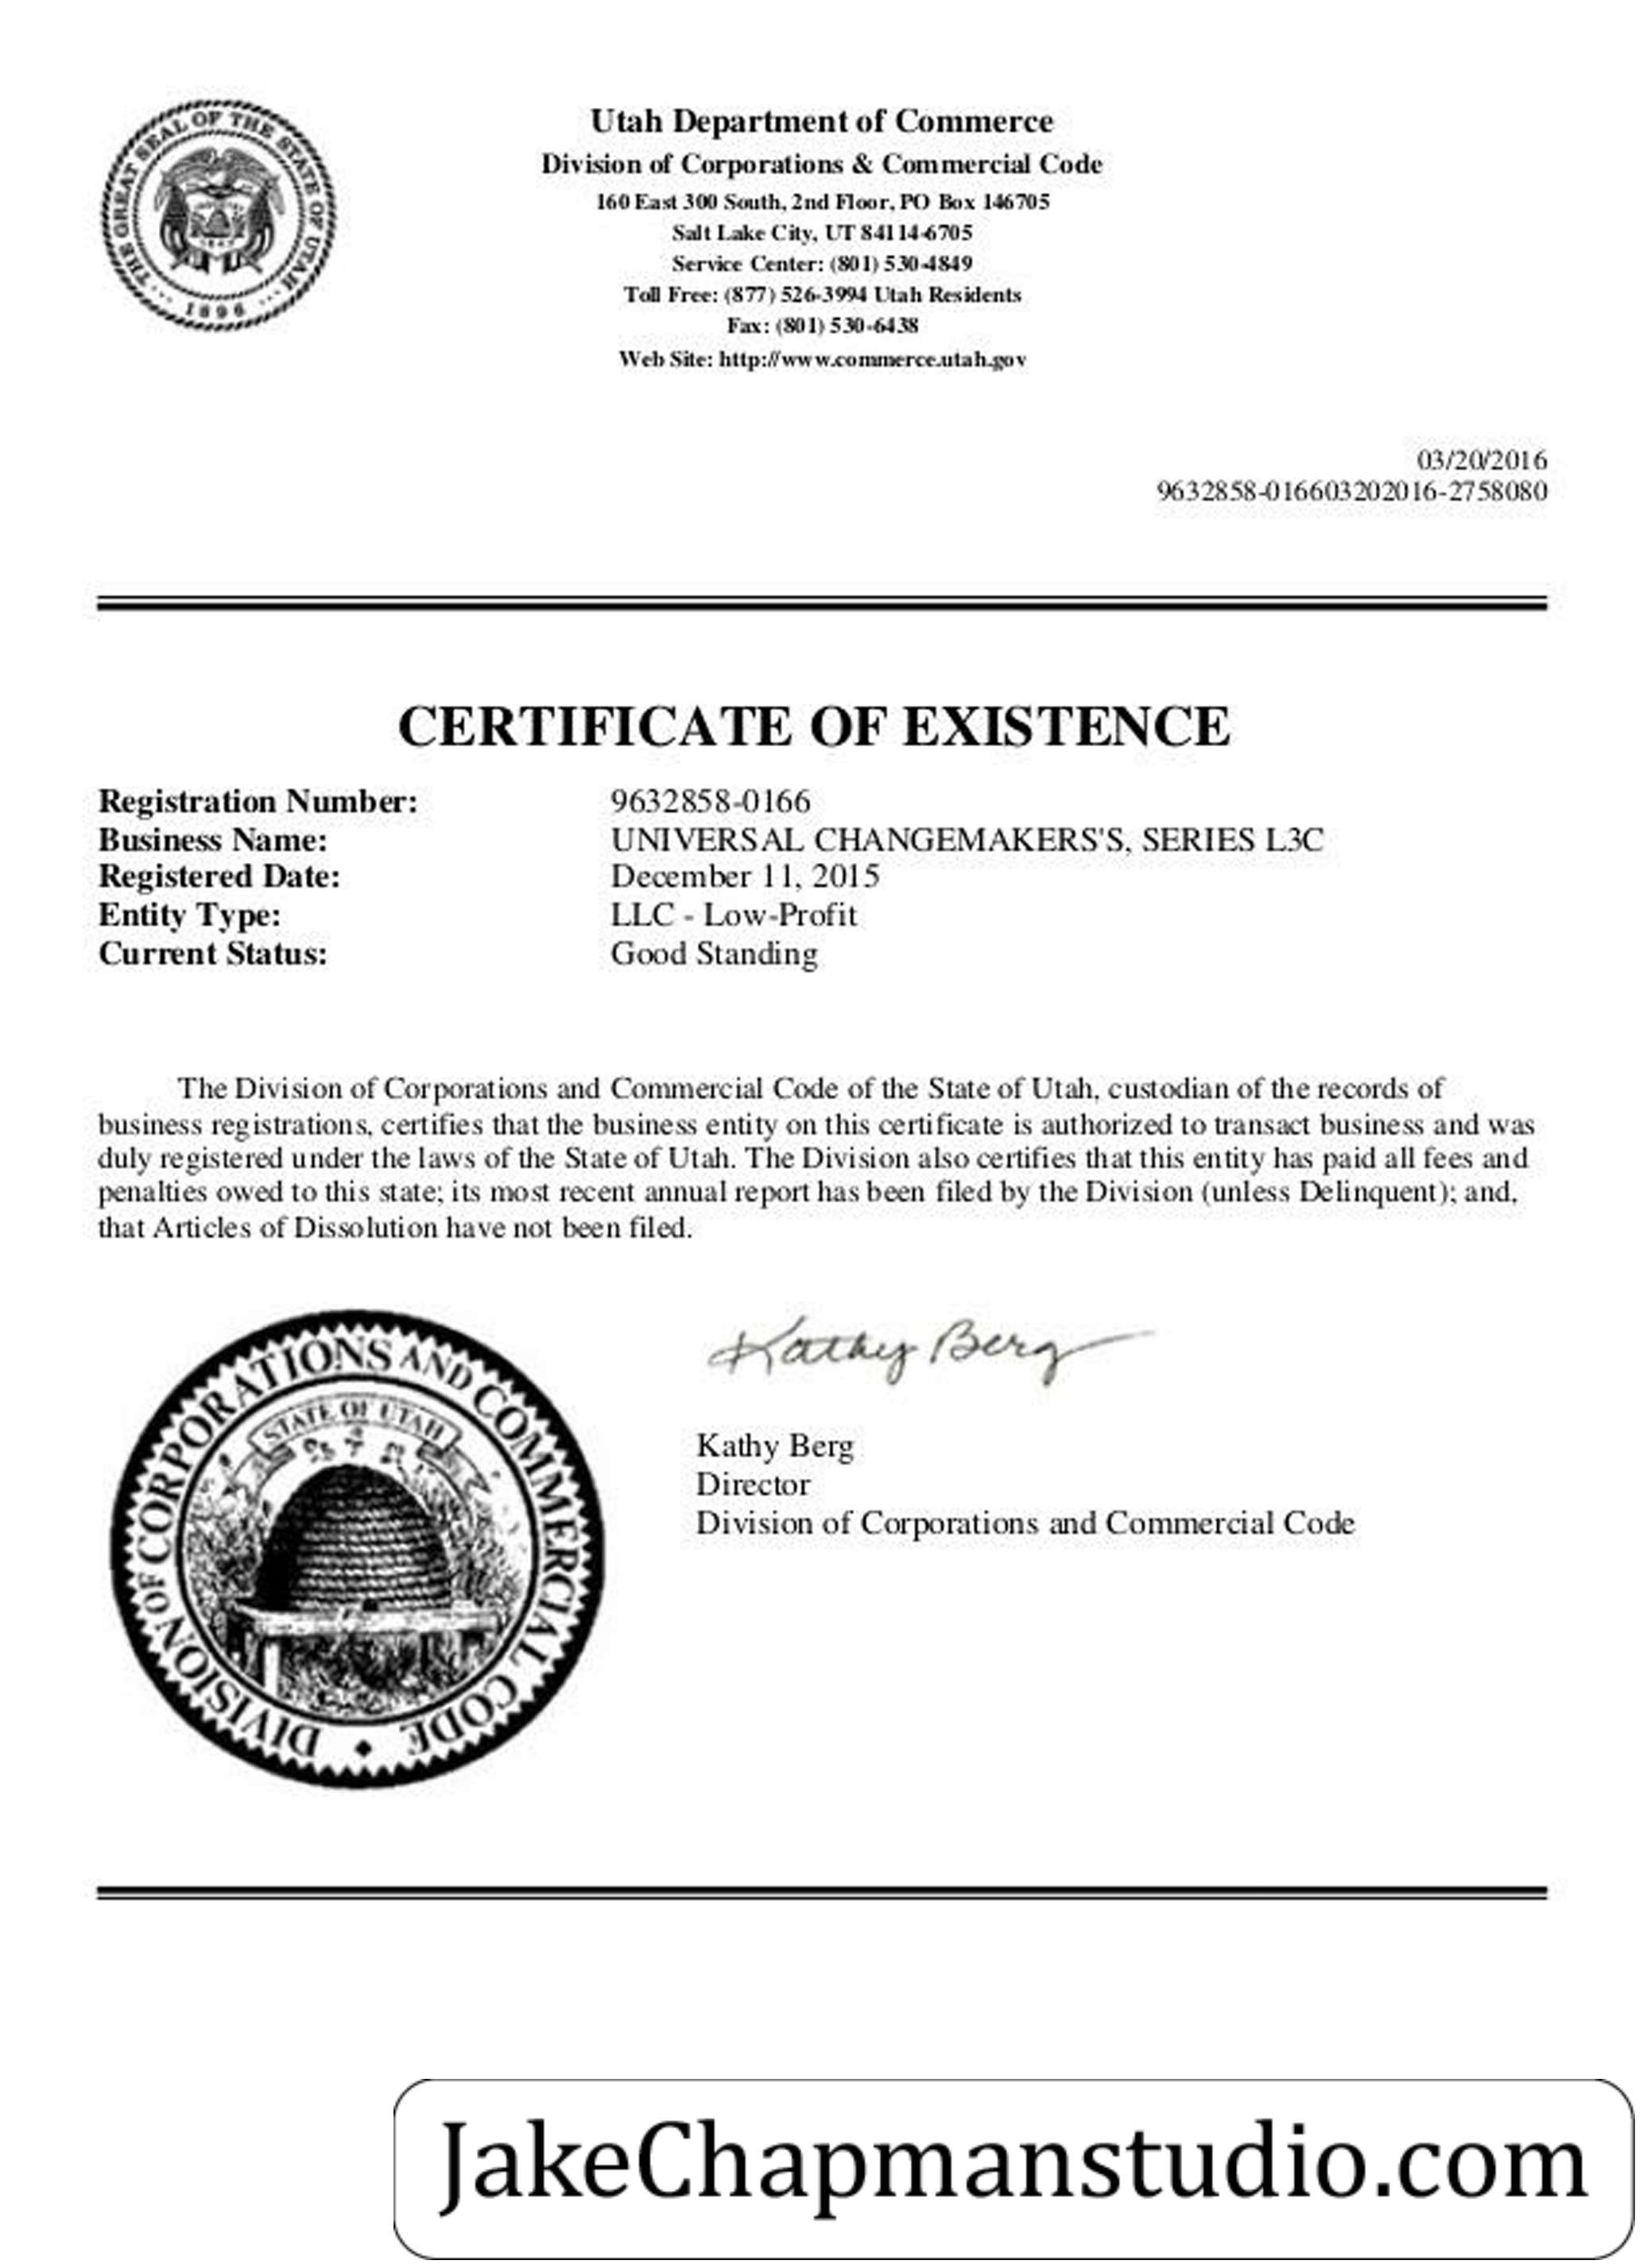 THE GREAT SEAL OF THE STATE OF UTAH
1896
Utah Department of Commerce
Division of Corporations & Commercial Code
160 East 300 South, 2nd Floor, PO Box 146705
Salt Lake City, UT 84114-6705
Service Center: (801) 530-4849
Toll Free: (877) 526-3994 Utah Residents
Fax: (801) 530-6438
Web Site: http://www.commerce.utah.gov
03/20/2016
9632858-016603202016-2758080
CERTIFICATE OF EXISTENCE
Registration Number: 9632858-0166
Business Name: UNIVERSAL CHANGEMAKERS'S, SERIES L3C
Registered Date: December 11, 2015
Entity Type: LLC - Low-Profit
Current Status: Good Standing
The Division of Corporations and Commercial Code of the State of Utah, custodian of the records of
business registrations, certifies that the business entity on this certificate is authorized to transact business and was
duly registered under the laws of the State of Utah. The Division also certifies that this entity has paid all fees and
penalties owed to this state; its most recent annual report has been filed by the Division (unless Delinquent); and,
that Articles of Dissolution have not been filed.
DIVISION OF CORPORATIONS AND COMMERCIAL CODE
STATE OF UTAH
Kathy Berg
Kathy Berg
Director
Division of Corporations and Commercial Code
JakeChapmanstudio.com